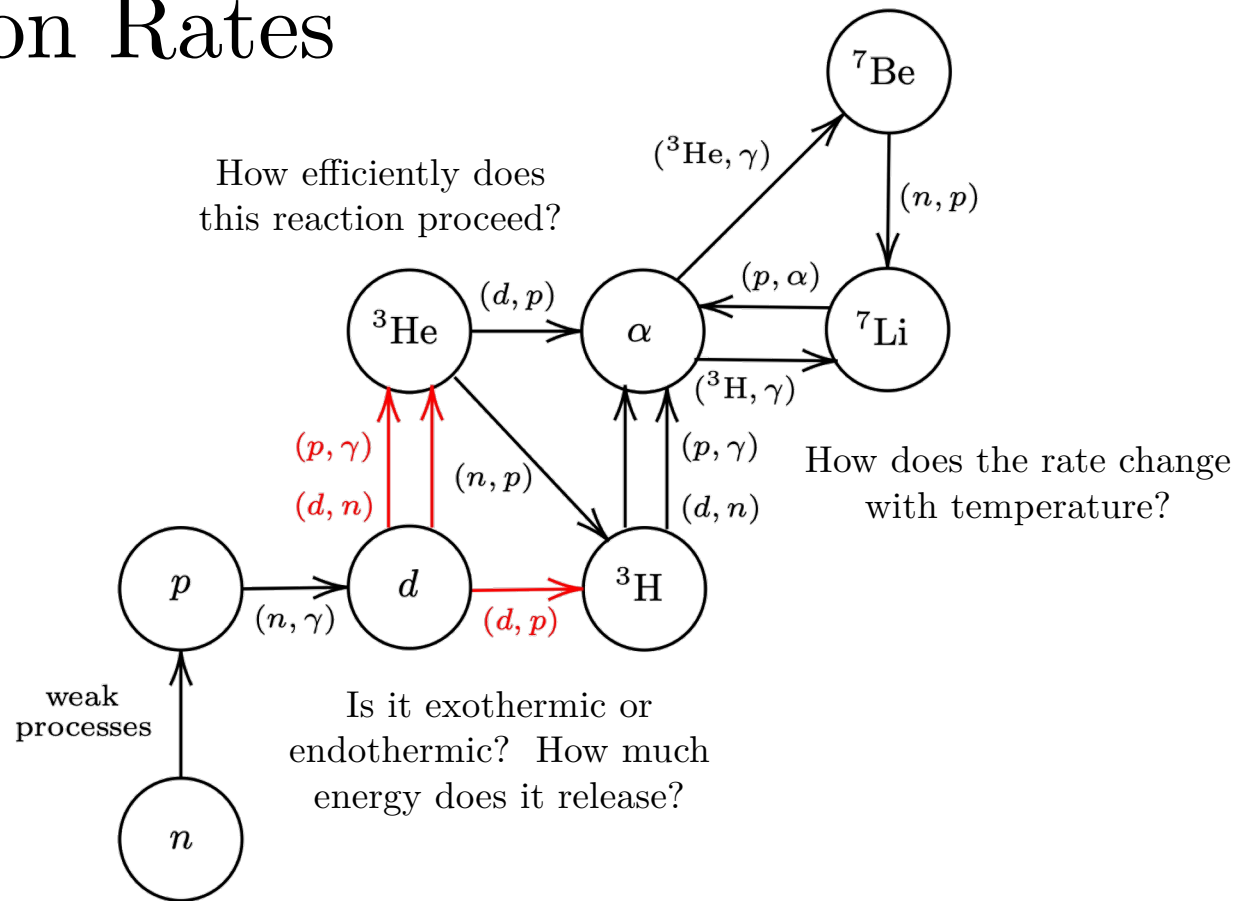 on Rates
⁷Be
(³He, γ)
How efficiently does
this reaction proceed?
(n, p)
(d, p)
(p, α)
³He
α
⁷Li
(³H, γ)
(p, γ)
(d, n)
(n, p)
(p, γ)
(d, n)
How does the rate change
with temperature?
p
d
³H
(n, γ)
(d, p)
weak
processes
Is it exothermic or
endothermic? How much
energy does it release?
n